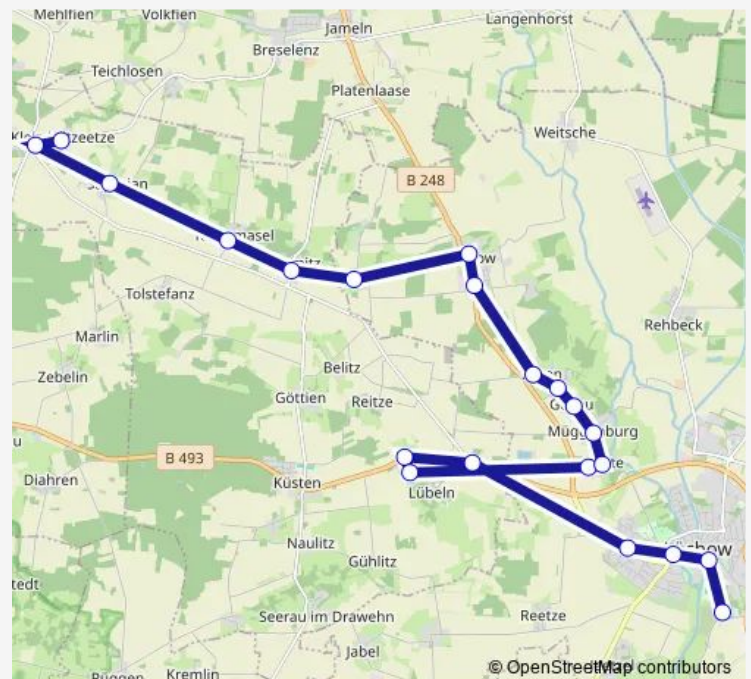 Mehlfien
Volkfien
Langenhorst
Jameln
Breselenz
Teichlosen
Platenlaase
Weitsche
B 248
Tolstefanz
Rehbeck
Marlin
Belitz
Zebelin
Göttien
Reitze
Müggenburg
B 493
Diahren
Küsten
Lübeln
Naulitz
Gühlitz
Seerau im Drawehn
Reetze
Jabel
Kremlin
© OpenStreetMap contributors